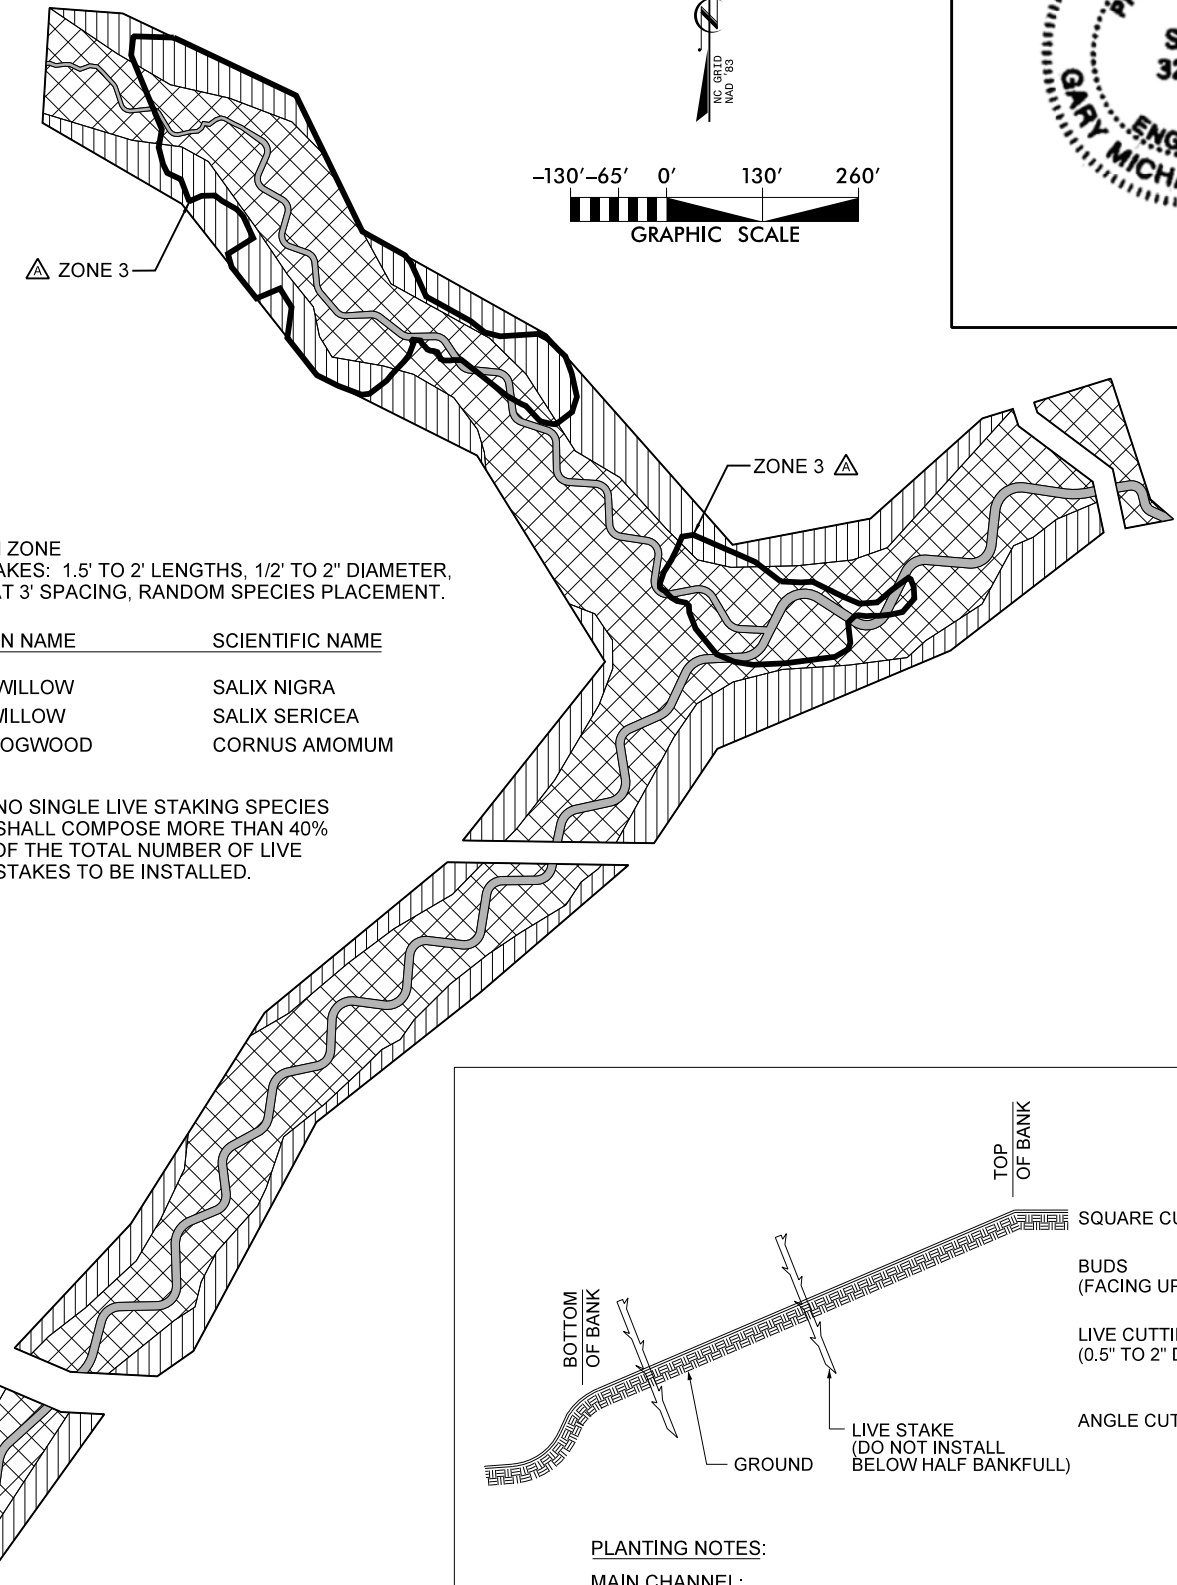 NC GRID
NAD '83
–130' –65' 0' 130' 260'
GRAPHIC SCALE
GARY MICH
ENG
A ZONE 3
ZONE 3 A
ZONE
AKES: 1.5' TO 2' LENGTHS, 1/2' TO 2" DIAMETER,
AT 3' SPACING, RANDOM SPECIES PLACEMENT.
N NAME SCIENTIFIC NAME
WILLOW SALIX NIGRA
WILLOW SALIX SERICEA
OGWOOD CORNUS AMOMUM
NO SINGLE LIVE STAKING SPECIES
SHALL COMPOSE MORE THAN 40%
OF THE TOTAL NUMBER OF LIVE
STAKES TO BE INSTALLED.
TOP
OF BANK
BOTTOM
OF BANK
SQUARE CU
BUDS
(FACING UP
LIVE CUTTI
(0.5" TO 2" D
ANGLE CUT
LIVE STAKE
(DO NOT INSTALL
BELOW HALF BANKFULL)
GROUND
PLANTING NOTES:
MAIN CHANNEL: